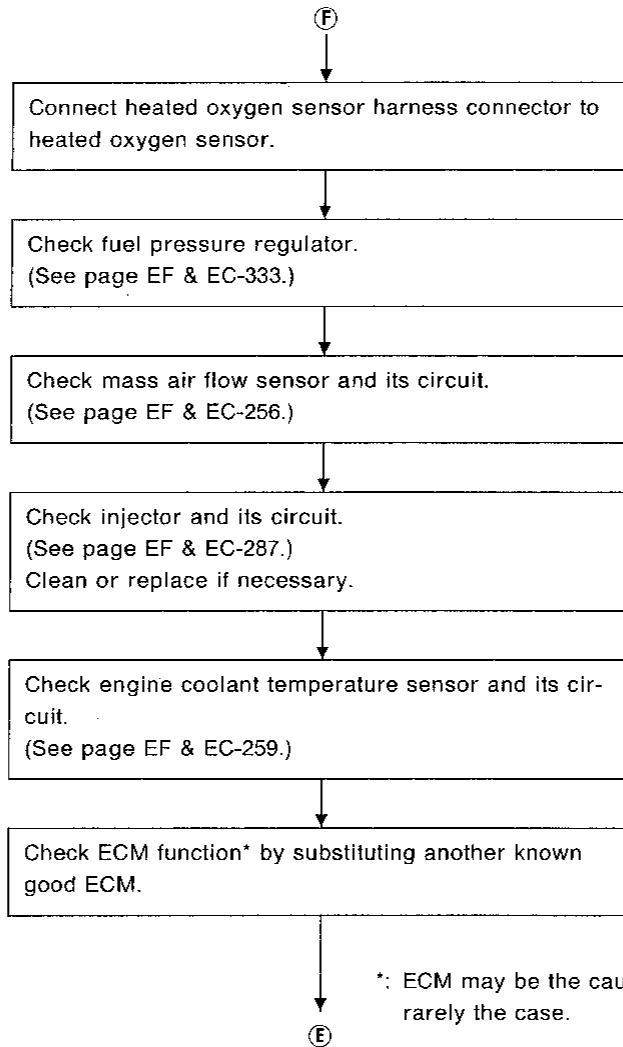 F
Connect heated oxygen sensor harness connector to
heated oxygen sensor.
Check fuel pressure regulator.
(See page EF & EC-333.)
Check mass air flow sensor and its circuit.
(See page EF & EC-256.)
Check injector and its circuit.
(See page EF & EC-287.)
Clean or replace if necessary.
Check engine coolant temperature sensor and its cir-
cuit.
(See page EF & EC-259.)
Check ECM function* by substituting another known
good ECM.
*: ECM may be the cau
rarely the case.
E